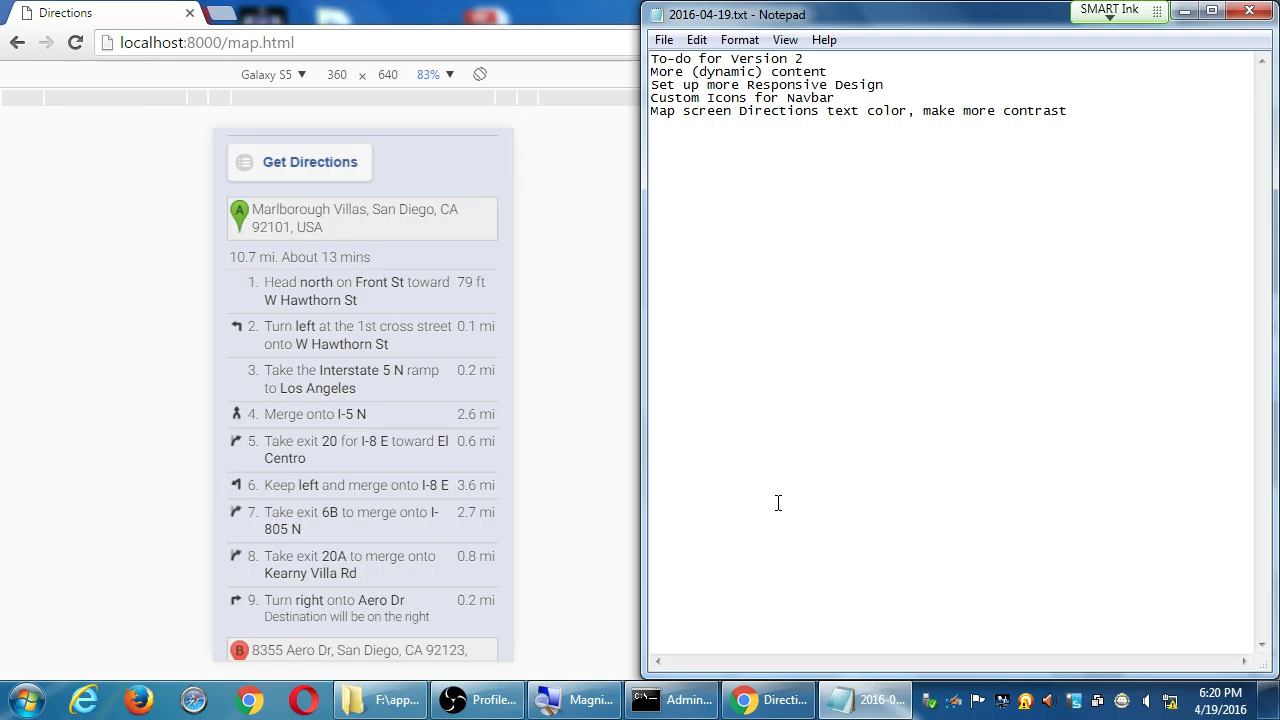 Directions
localhost:8000/map.html
Galaxy S5 ▼ 360 × 640 83% ▼
Get Directions
A Marlborough Villas, San Diego, CA
92101, USA
10.7 mi. About 13 mins
1. Head north on Front St toward 79 ft
W Hawthorn St
2. Turn left at the 1st cross street 0.1 mi
onto W Hawthorn St
3. Take the Interstate 5 N ramp 0.2 mi
to Los Angeles
4. Merge onto I-5 N 2.6 mi
5. Take exit 20 for I-8 E toward El 0.6 mi
Centro
6. Keep left and merge onto I-8 E 3.6 mi
7. Take exit 6B to merge onto I- 2.7 mi
805 N
8. Take exit 20A to merge onto 0.8 mi
Kearny Villa Rd
9. Turn right onto Aero Dr 0.2 mi
Destination will be on the right
B 8355 Aero Dr, San Diego, CA 92123,
2016-04-19.txt - Notepad
SMART Ink
File Edit Format View Help
To-do for Version 2
More (dynamic) content
Set up more Responsive Design
Custom Icons for Navbar
Map screen Directions text color, make more contrast
F:\app...
Profile...
Magni...
Admin...
Directi...
2016-0...
6:20 PM
4/19/2016